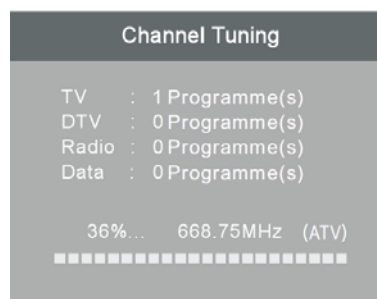 Channel Tuning
TV : 1 Programme(s)
DTV : 0 Programme(s)
Radio : 0 Programme(s)
Data : 0 Programme(s)
36%... 668.75MHz (ATV)